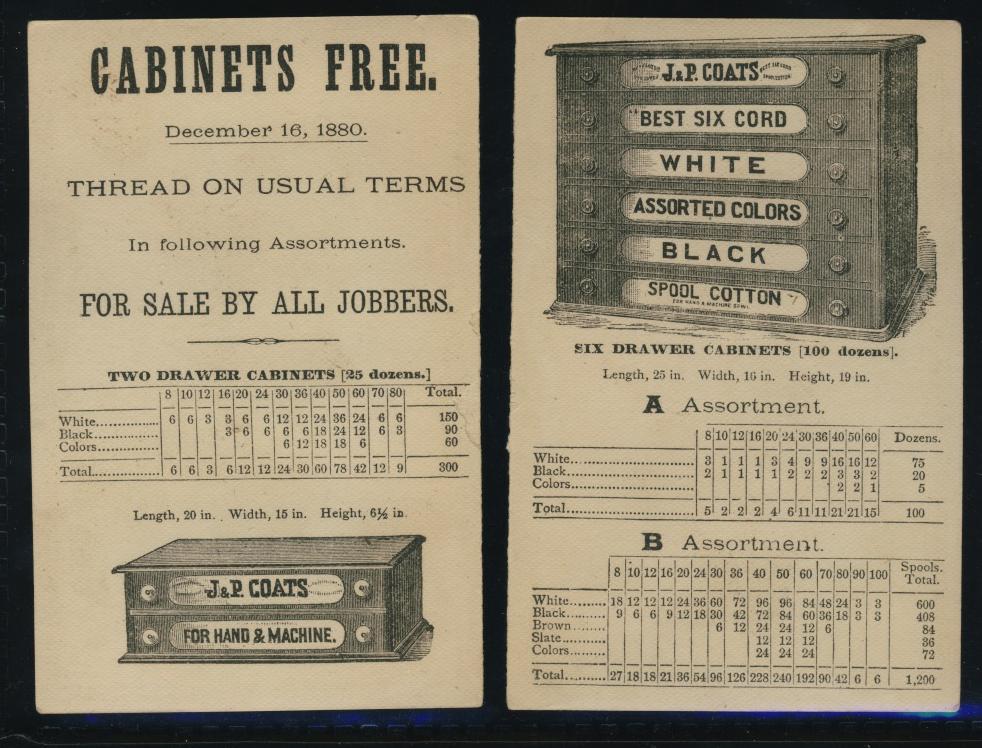 CABINETS FREE.
December 16, 1880.
THREAD ON USUAL TERMS
In following Assortments.
FOR SALE BY ALL JOBBERS.
TWO DRAWER CABINETS [25 dozens.]
8 10 12 16 20 24 30 36 40 50 60 70 80 Total.
White............... 6 6 3 3 6 6 12 12 24 36 24 6 6 150
Black............... 3 6 6 6 6 18 24 12 6 3 90
Colors.............. 6 12 18 18 6 60
Total............... 6 6 3 6 12 12 24 30 60 78 42 12 9 300
Length, 20 in. Width, 15 in. Height, 6½ in.
J.&P. COATS
FOR HAND & MACHINE.
J.&P. COATS
BEST SIX CORD
WHITE
ASSORTED COLORS
BLACK
SPOOL COTTON
FOR HAND & MACHINE SEWING
SIX DRAWER CABINETS [100 dozens].
Length, 25 in. Width, 16 in. Height, 19 in.
A Assortment.
8 10 12 16 20 24 30 36 40 50 60 Dozens.
White............... 3 1 1 1 3 4 9 9 16 16 12 75
Black............... 2 1 1 1 1 2 2 2 3 3 2 20
Colors............... 2 2 1 5
Total............... 5 2 2 2 4 6 11 11 21 21 15 100
B Assortment.
8 10 12 16 20 24 30 36 40 50 60 70 80 90 100 Spools. Total.
White......... 18 12 12 12 24 36 60 72 96 96 84 48 24 3 3 600
Black......... 9 6 6 9 12 18 30 42 72 84 60 36 18 3 3 408
Brown........ 6 12 24 24 12 6 84
Slate.......... 12 12 12 36
Colors........ 24 24 24 72
Total.......... 27 18 18 21 36 54 96 126 228 240 192 90 42 6 6 1,200